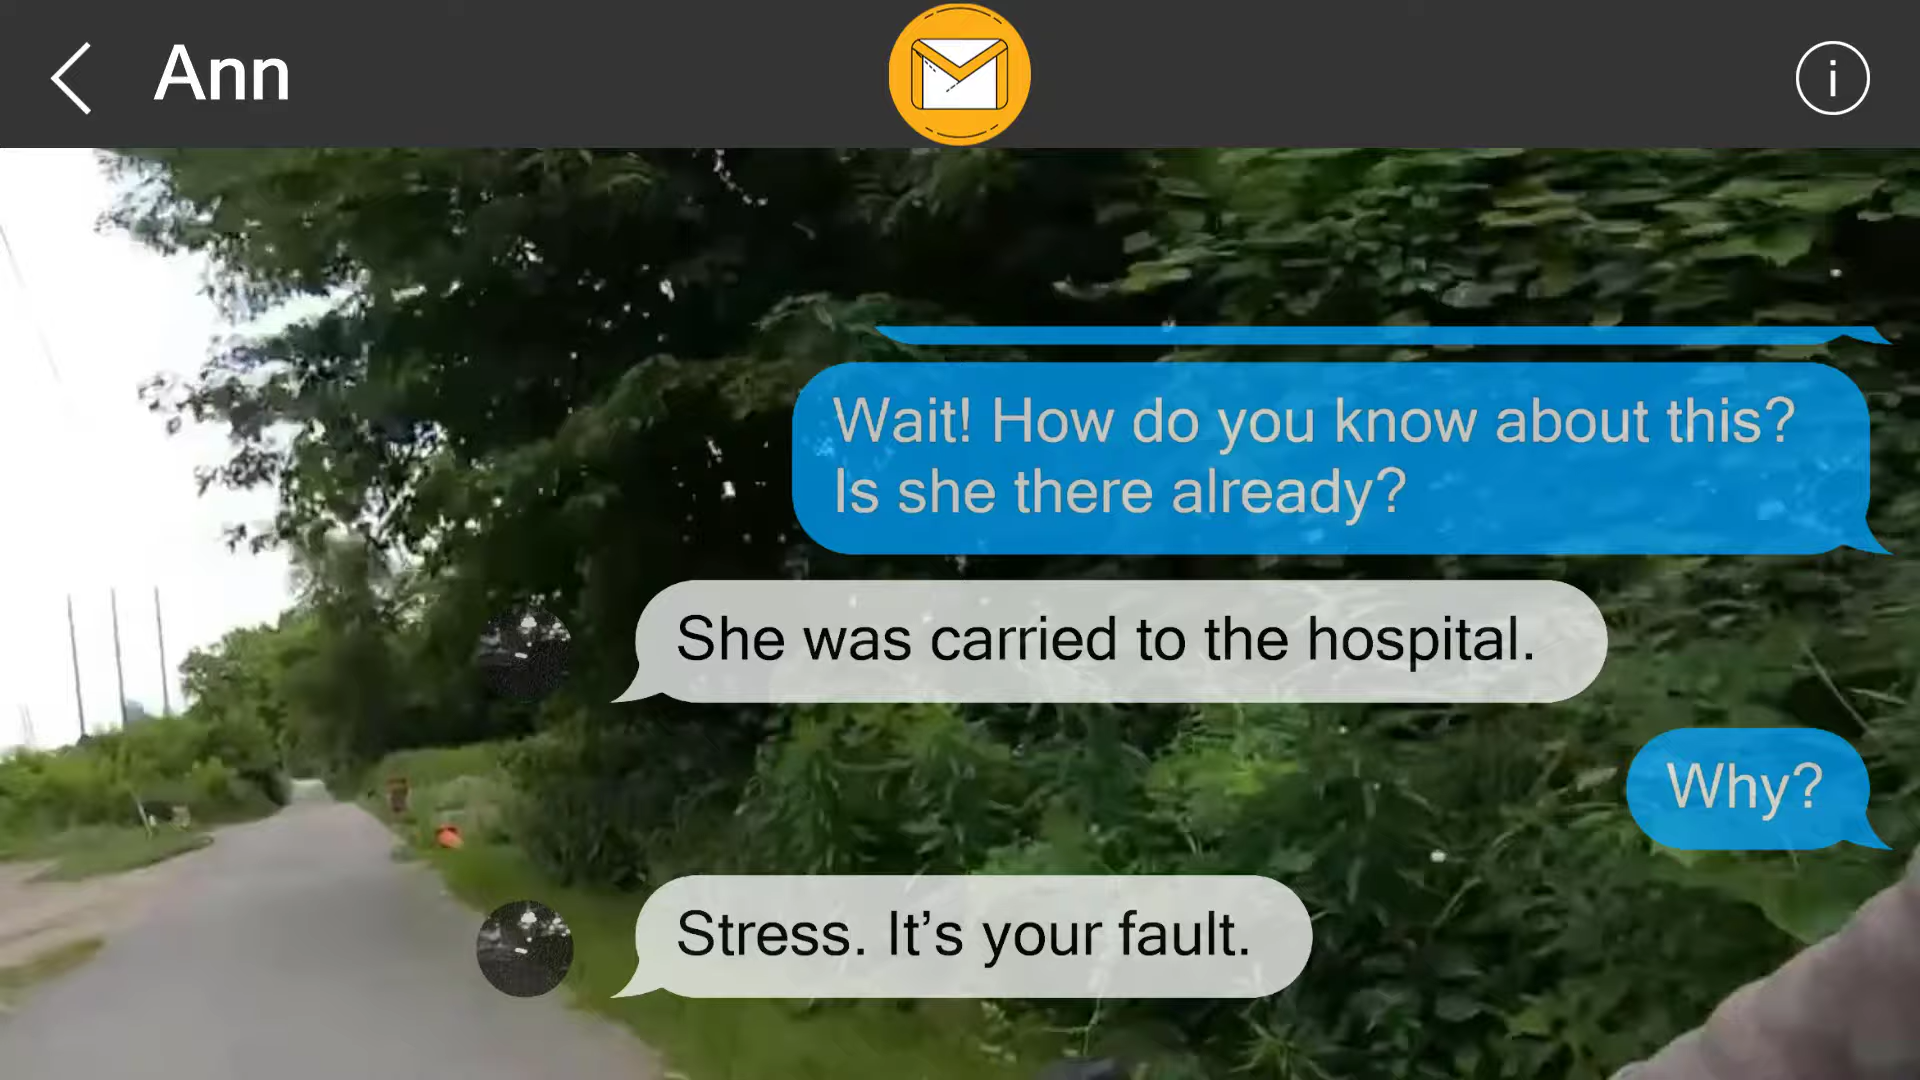 Ann
i
Wait! How do you know about this?
Is she there already?
She was carried to the hospital.
Why?
Stress. It’s your fault.